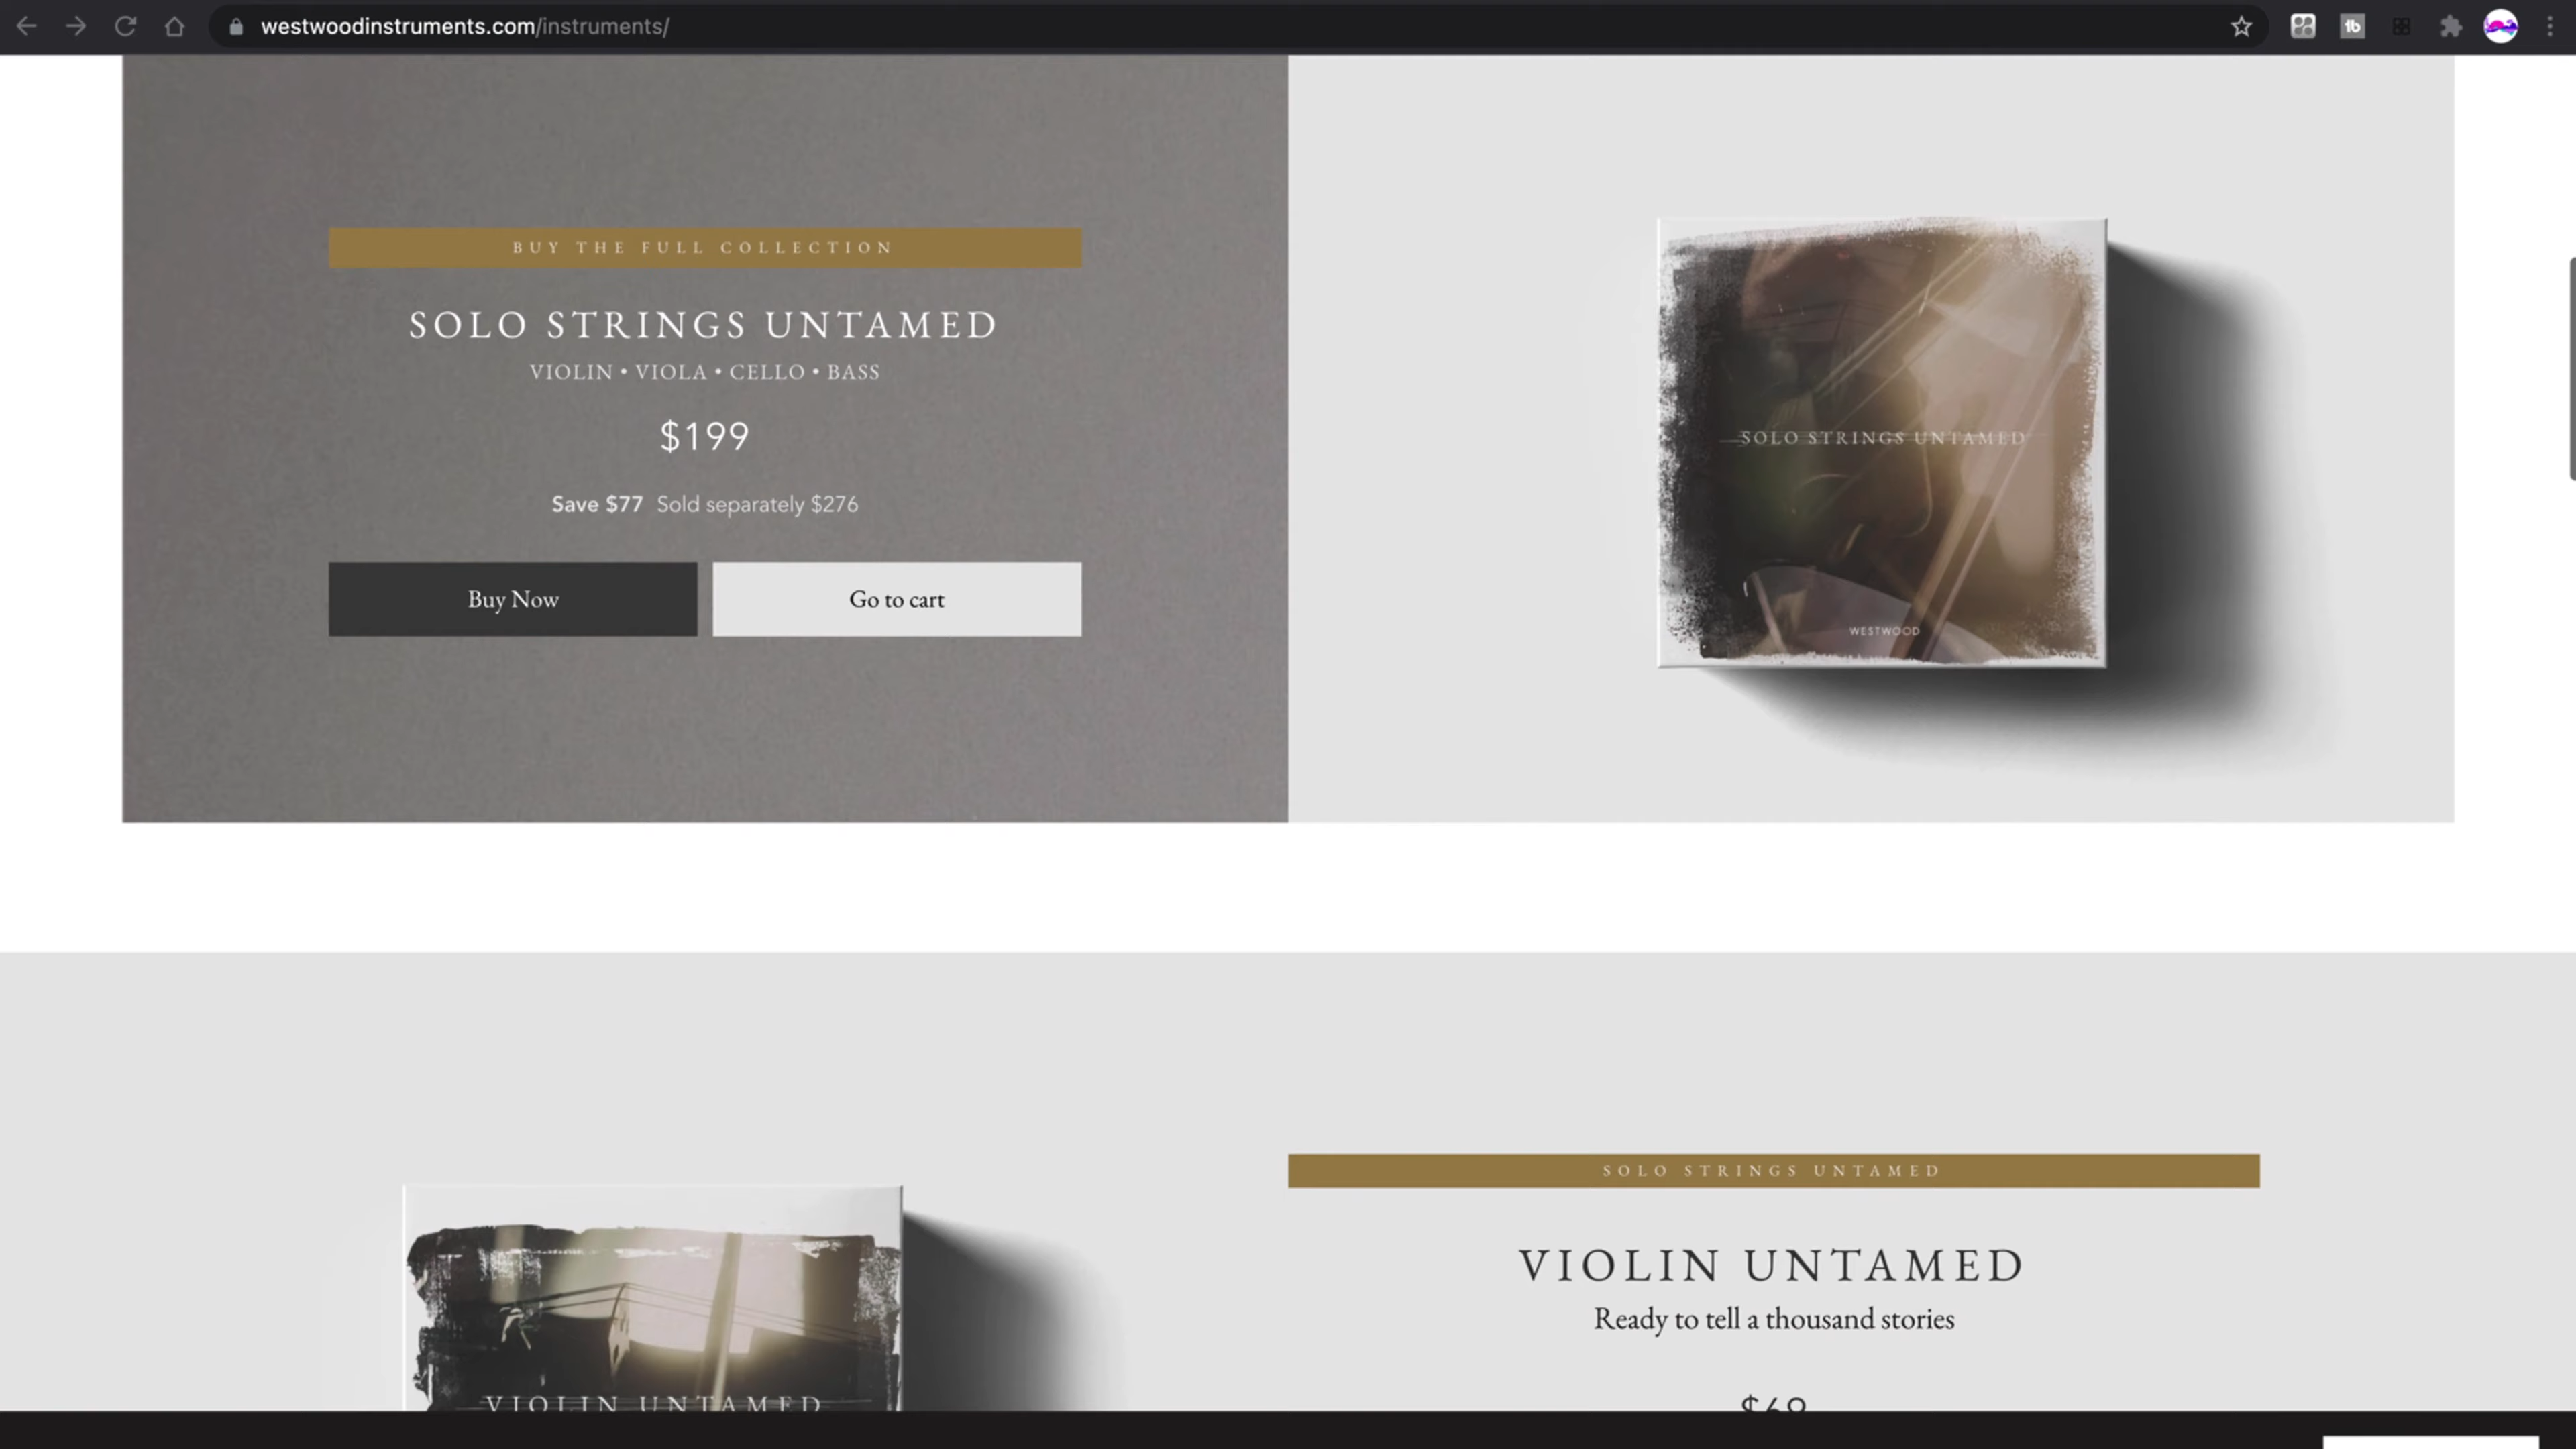 westwoodinstruments.com/instruments/
BUY THE FULL COLLECTION
SOLO STRINGS UNTAMED
VIOLIN • VIOLA • CELLO • BASS
$199
Save $77 Sold separately $276
Buy Now
Go to cart
SOLO STRINGS UNTAMED
WESTWOOD
SOLO STRINGS UNTAMED
VIOLIN UNTAMED
Ready to tell a thousand stories
$69
VIOLIN UNTAMED
tb